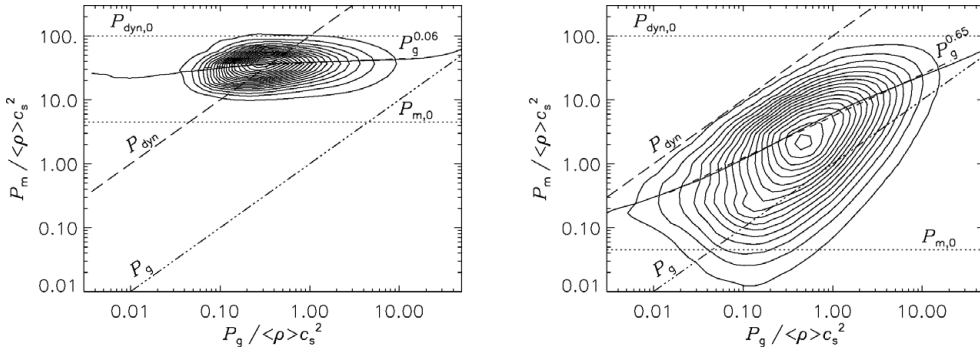 P_dyn,0
P_g^0.06
P_m,0
P_dyn
P_g
100.
10.0
1.00
0.10
0.01
P_m / <ρ> c_s^2
0.01 0.10 1.00 10.00
P_g / <ρ> c_s^2
P_dyn,0
P_g^0.65
P_dyn
P_m,0
P_g
100.
10.0
1.00
0.10
0.01
P_m / <ρ> c_s^2
0.01 0.10 1.00 10.00
P_g / <ρ> c_s^2